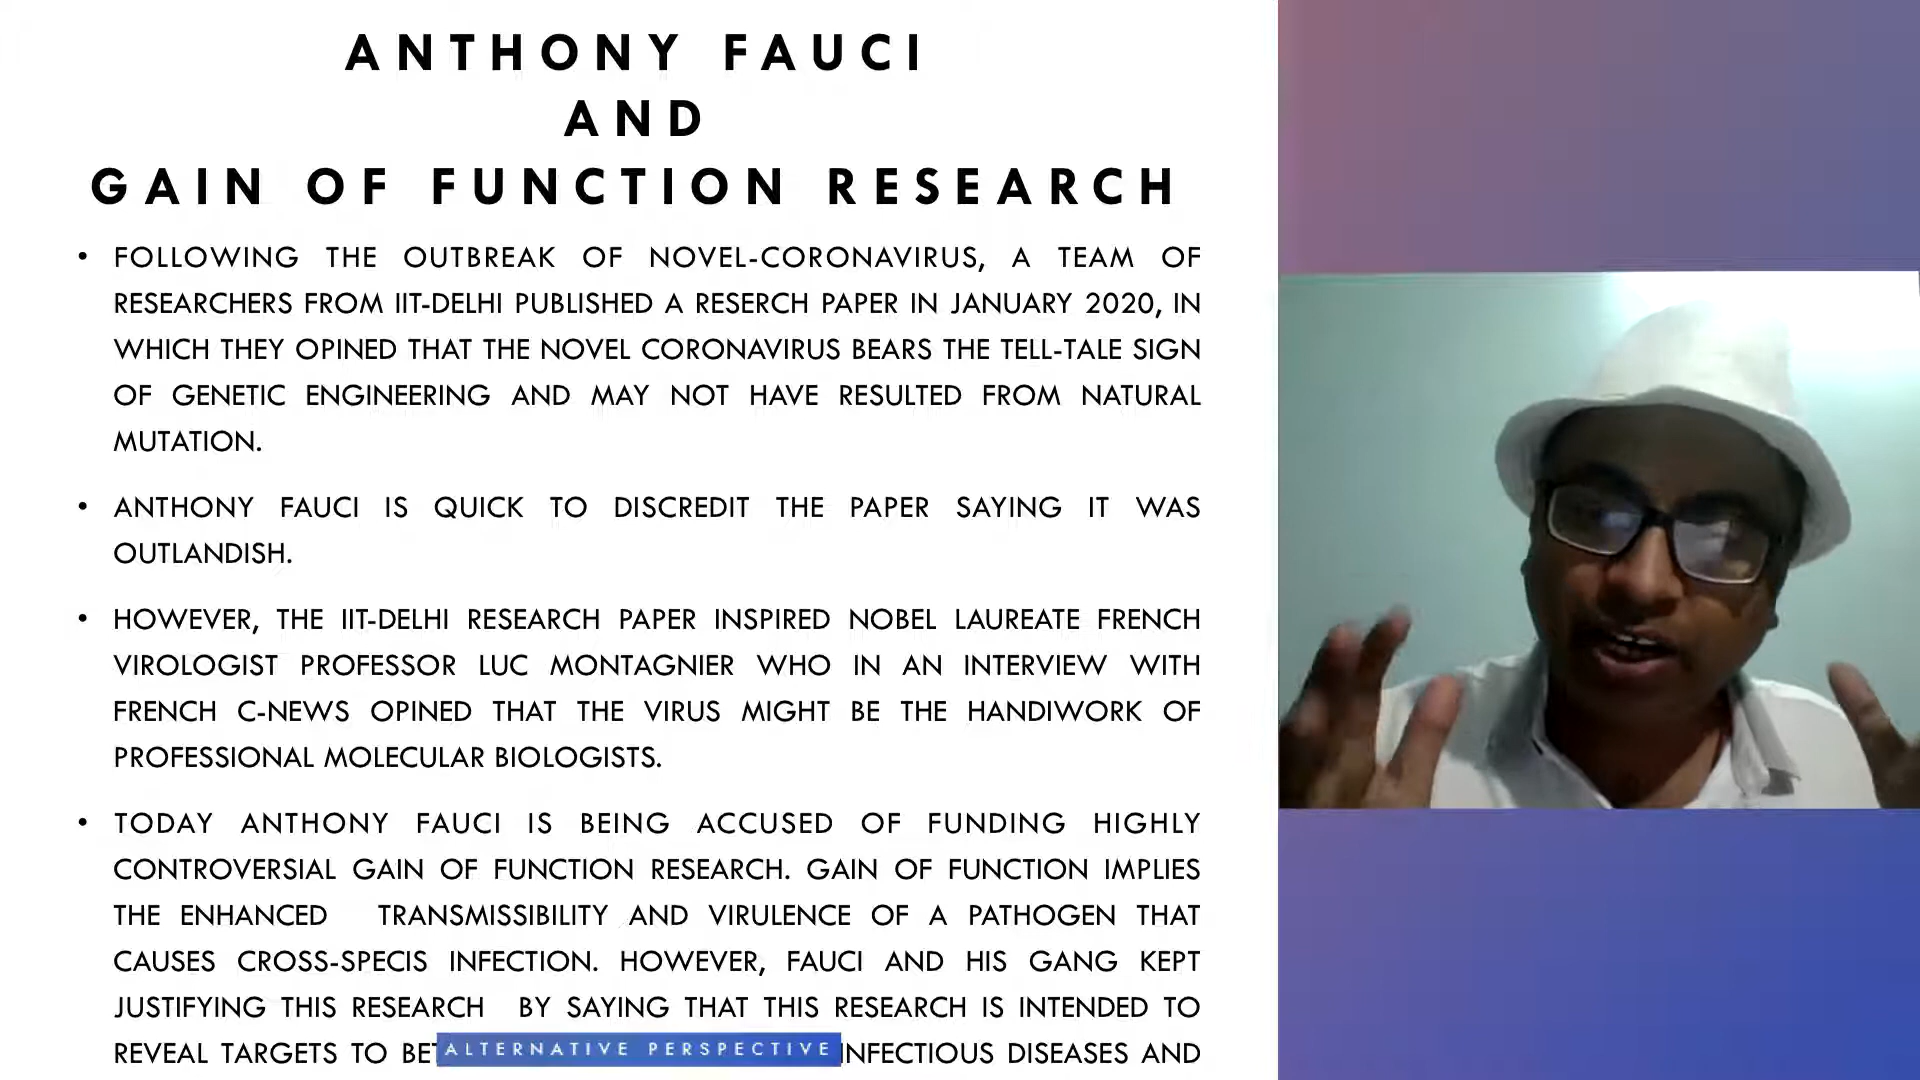 ANTHONY FAUCI
AND
GAIN OF FUNCTION RESEARCH
• FOLLOWING THE OUTBREAK OF NOVEL-CORONAVIRUS, A TEAM OF
RESEARCHERS FROM IIT-DELHI PUBLISHED A RESERCH PAPER IN JANUARY 2020, IN
WHICH THEY OPINED THAT THE NOVEL CORONAVIRUS BEARS THE TELL-TALE SIGN
OF GENETIC ENGINEERING AND MAY NOT HAVE RESULTED FROM NATURAL
MUTATION.
• ANTHONY FAUCI IS QUICK TO DISCREDIT THE PAPER SAYING IT WAS
OUTLANDISH.
• HOWEVER, THE IIT-DELHI RESEARCH PAPER INSPIRED NOBEL LAUREATE FRENCH
VIROLOGIST PROFESSOR LUC MONTAGNIER WHO IN AN INTERVIEW WITH
FRENCH C-NEWS OPINED THAT THE VIRUS MIGHT BE THE HANDIWORK OF
PROFESSIONAL MOLECULAR BIOLOGISTS.
• TODAY ANTHONY FAUCI IS BEING ACCUSED OF FUNDING HIGHLY
CONTROVERSIAL GAIN OF FUNCTION RESEARCH. GAIN OF FUNCTION IMPLIES
THE ENHANCED TRANSMISSIBILITY AND VIRULENCE OF A PATHOGEN THAT
CAUSES CROSS-SPECIS INFECTION. HOWEVER, FAUCI AND HIS GANG KEPT
JUSTIFYING THIS RESEARCH BY SAYING THAT THIS RESEARCH IS INTENDED TO
REVEAL TARGETS TO INFECTIOUS DISEASES AND
ALTERNATIVE PERSPECTIVE